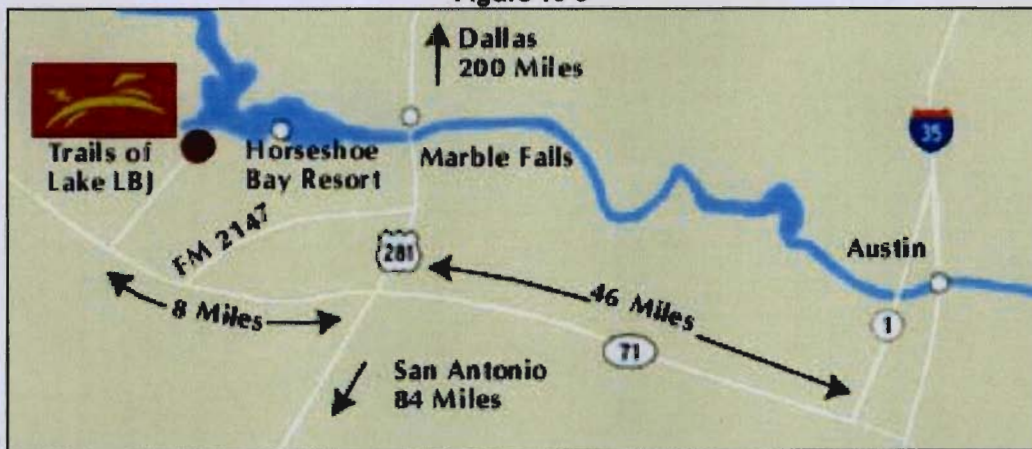 Dallas
200 Miles
35
Trails of
Lake LBJ
Horseshoe
Bay Resort
Marble Falls
FM 2147
281
Austin
8 Miles
46 Miles
1
71
San Antonio
84 Miles